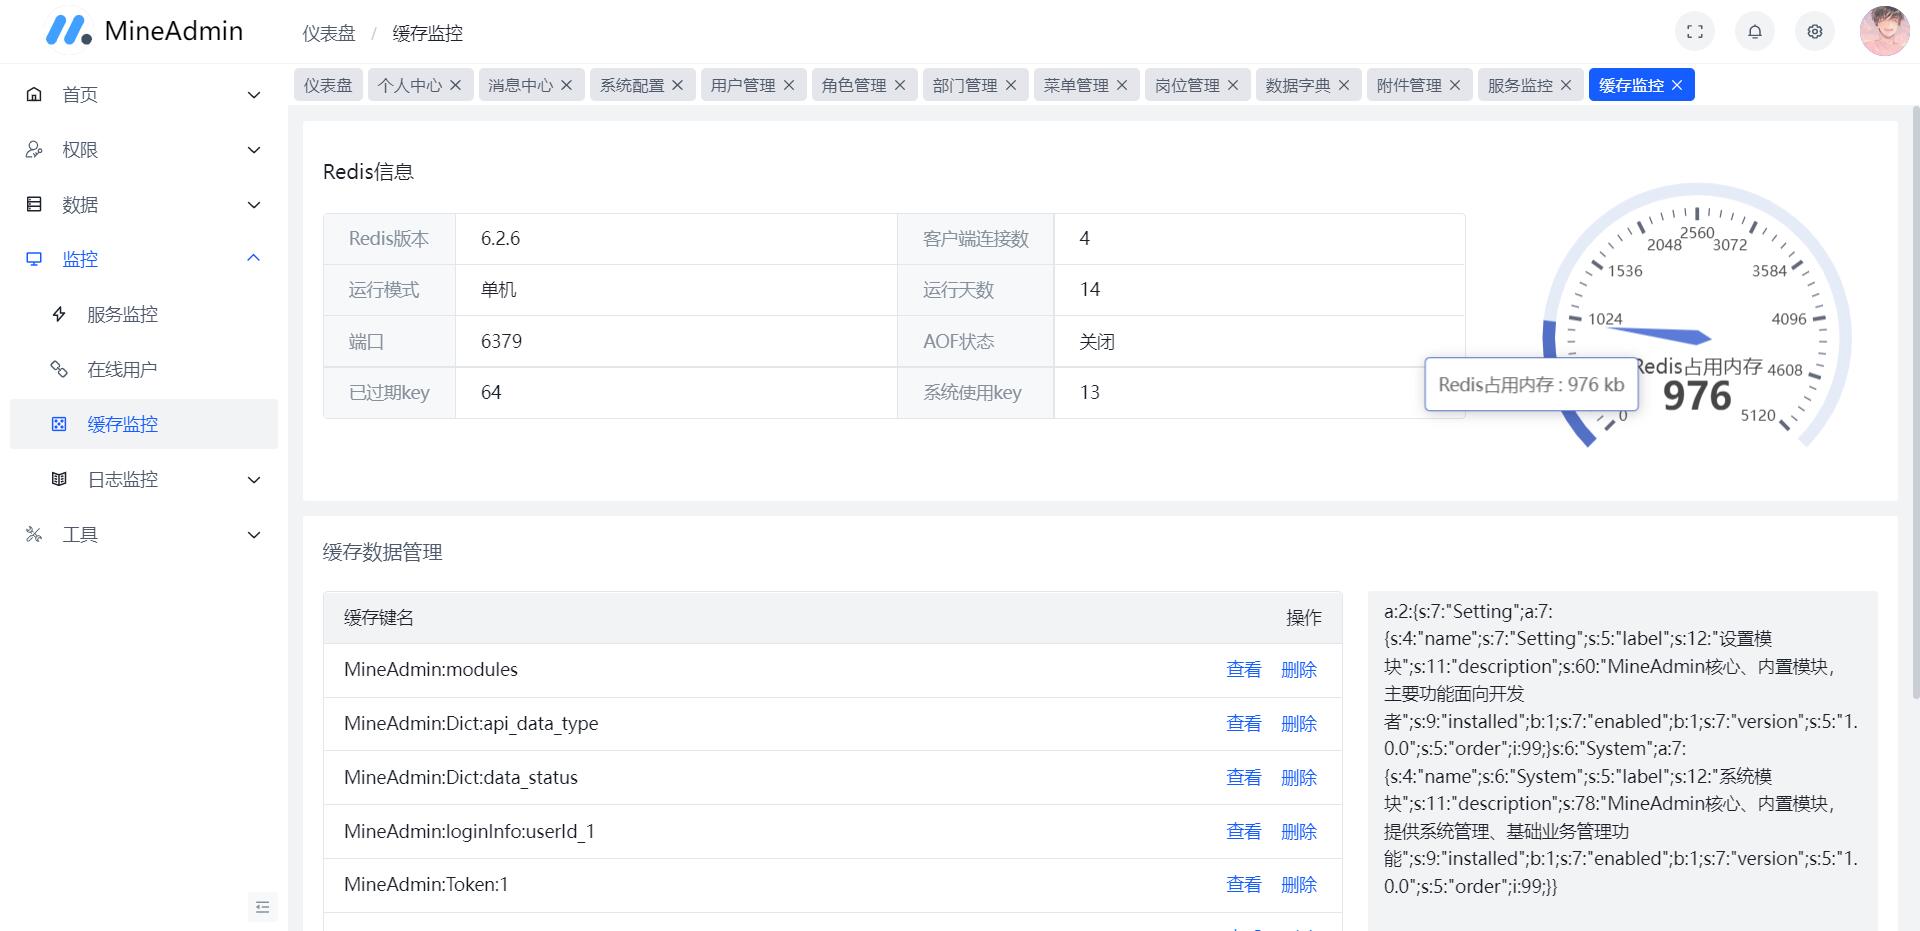 MineAdmin
仪表盘 / 缓存监控
仪表盘 个人中心 消息中心 系统配置 用户管理 角色管理 部门管理 菜单管理 岗位管理 数据字典 附件管理 服务监控 缓存监控
首页
权限
数据
监控
服务监控
在线用户
缓存监控
日志监控
工具
Redis信息
Redis版本 6.2.6 客户端连接数 4
运行模式 单机 运行天数 14
端口 6379 AOF状态 关闭
已过期key 64 系统使用key 13
0
1024
1536
2048
2560
3072
3584
4096
4608
5120
Redis占用内存
976
Redis占用内存 : 976 kb
缓存数据管理
缓存键名 操作
MineAdmin:modules 查看 删除
MineAdmin:Dict:api_data_type 查看 删除
MineAdmin:Dict:data_status 查看 删除
MineAdmin:loginInfo:userId_1 查看 删除
MineAdmin:Token:1 查看 删除
a:2:{s:7:"Setting";a:7:
{s:4:"name";s:7:"Setting";s:5:"label";s:12:"设置模
块";s:11:"description";s:60:"MineAdmin核心、内置模块，
主要功能面向开发
者";s:9:"installed";b:1;s:7:"enabled";b:1;s:7:"version";s:5:"1.
0.0";s:5:"order";i:99;}s:6:"System";a:7:
{s:4:"name";s:6:"System";s:5:"label";s:12:"系统模
块";s:11:"description";s:78:"MineAdmin核心、内置模块，
提供系统管理、基础业务管理功
能";s:9:"installed";b:1;s:7:"enabled";b:1;s:7:"version";s:5:"1.
0.0";s:5:"order";i:99;}}